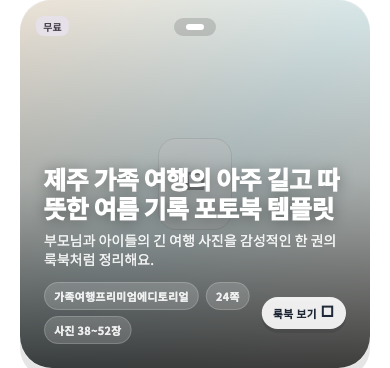 무료
제주 가족 여행의 아주 길고 따
뜻한 여름 기록 포토북 템플릿
부모님과 아이들의 긴 여행 사진을 감성적인 한 권의
룩북처럼 정리해요.
가족여행프리미엄에디토리얼
24쪽
사진 38~52장
룩북 보기